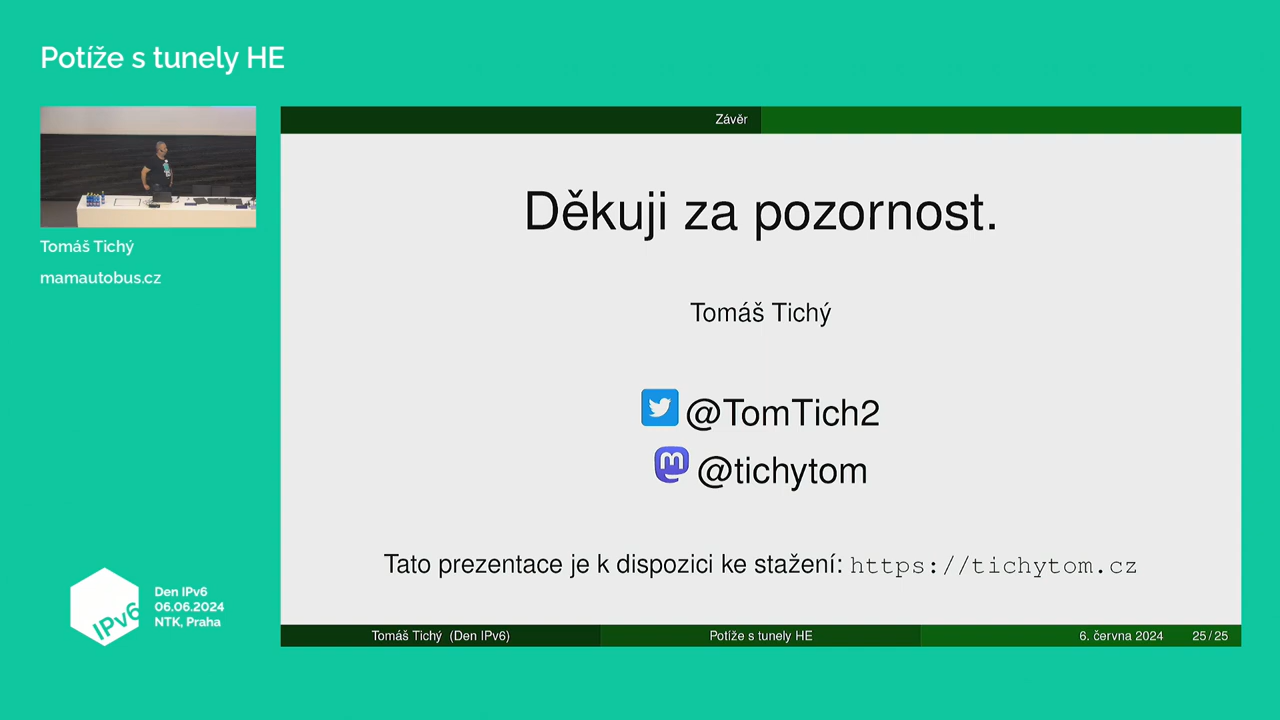 Potíže s tunely HE
Závěr
Děkuji za pozornost.
Tomáš Tichý
@TomTich2
@tichytom
Tato prezentace je k dispozici ke stažení: https://tichytom.cz
Tomáš Tichý (Den IPv6)
Potíže s tunely HE
6. června 2024
25 / 25
Tomáš Tichý
mamautobus.cz
IPv6
Den IPv6
06.06.2024
NTK, Praha